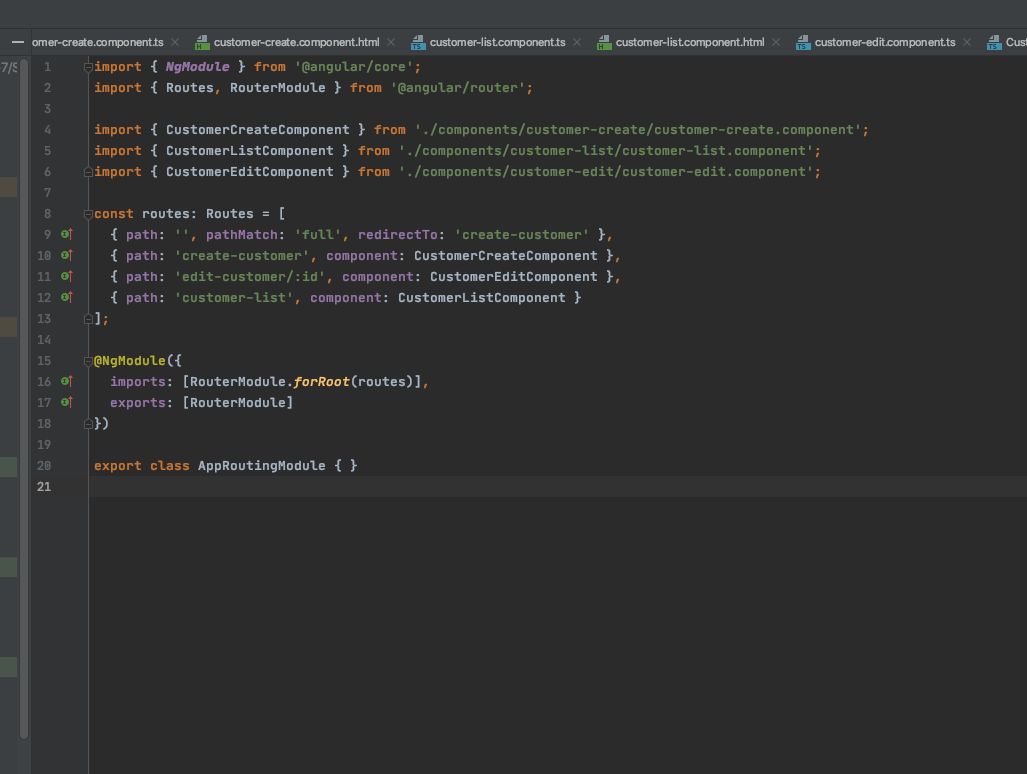 omer-create.component.ts customer-create.component.html customer-list.component.ts customer-list.component.html customer-edit.component.ts Cust
7/S
1 import { NgModule } from '@angular/core';
2 import { Routes, RouterModule } from '@angular/router';
3
4 import { CustomerCreateComponent } from './components/customer-create/customer-create.component';
5 import { CustomerListComponent } from './components/customer-list/customer-list.component';
6 import { CustomerEditComponent } from './components/customer-edit/customer-edit.component';
7
8 const routes: Routes = [
9 { path: '', pathMatch: 'full', redirectTo: 'create-customer' },
10 { path: 'create-customer', component: CustomerCreateComponent },
11 { path: 'edit-customer/:id', component: CustomerEditComponent },
12 { path: 'customer-list', component: CustomerListComponent }
13 ];
14
15 @NgModule({
16 imports: [RouterModule.forRoot(routes)],
17 exports: [RouterModule]
18 })
19
20 export class AppRoutingModule { }
21